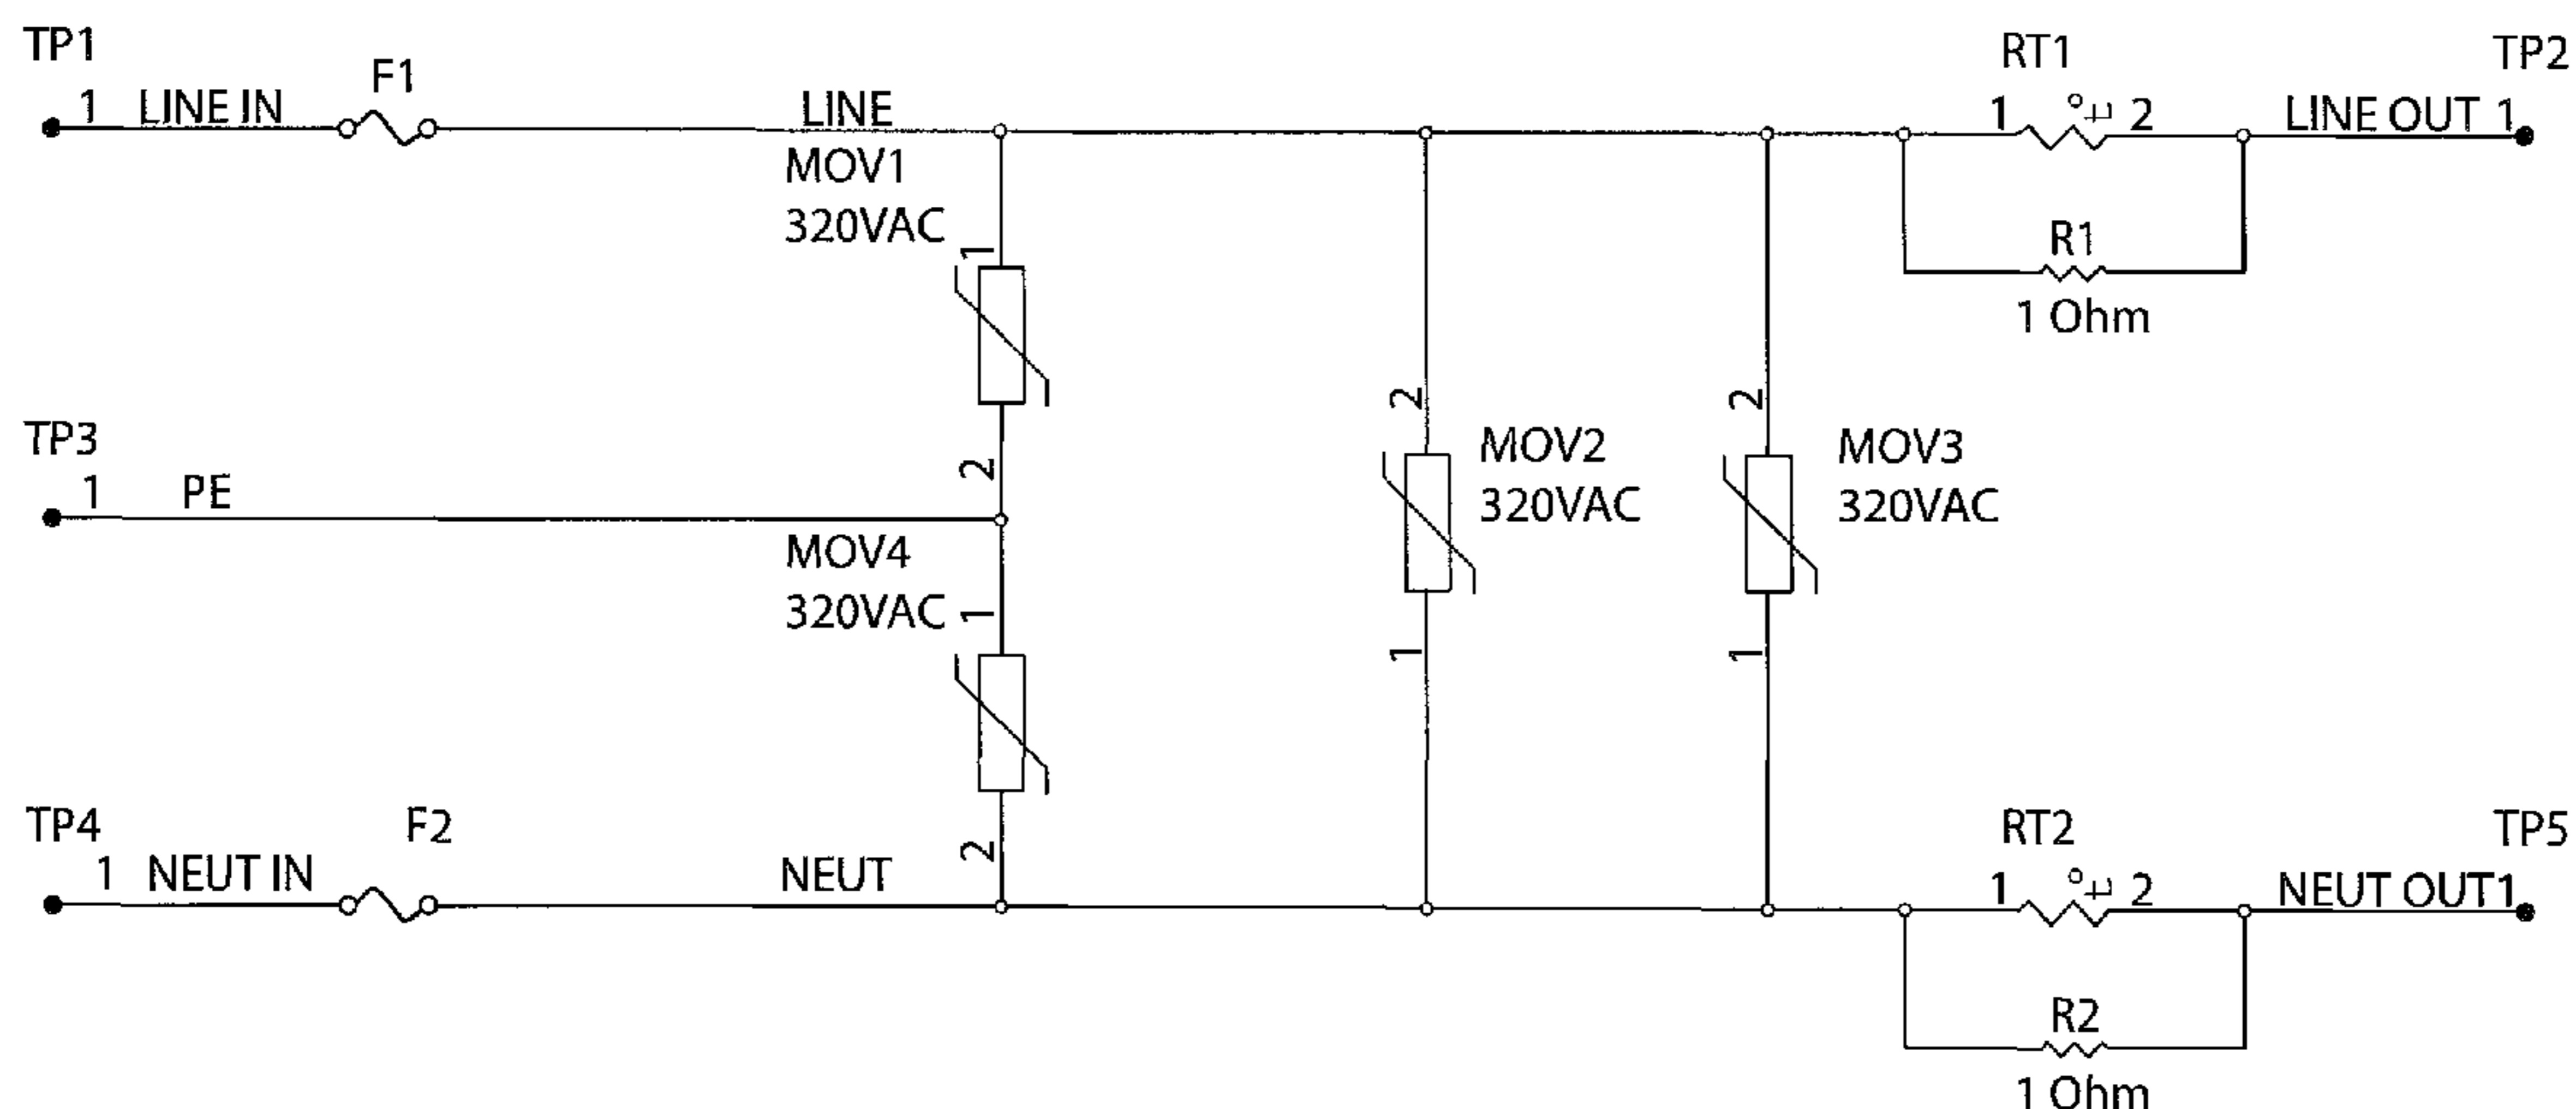 TP1
F1
RT1
TP2
1 LINE IN
LINE
1 °t 2
LINE OUT 1
MOV1
320VAC
1
R1
1 Ohm
2
TP3
1 PE
2
MOV2
320VAC
2
MOV3
320VAC
MOV4
320VAC
1
1
1
TP4
F2
RT2
TP5
1 NEUT IN
NEUT
2
1 °t 2
NEUT OUT1
R2
1 Ohm